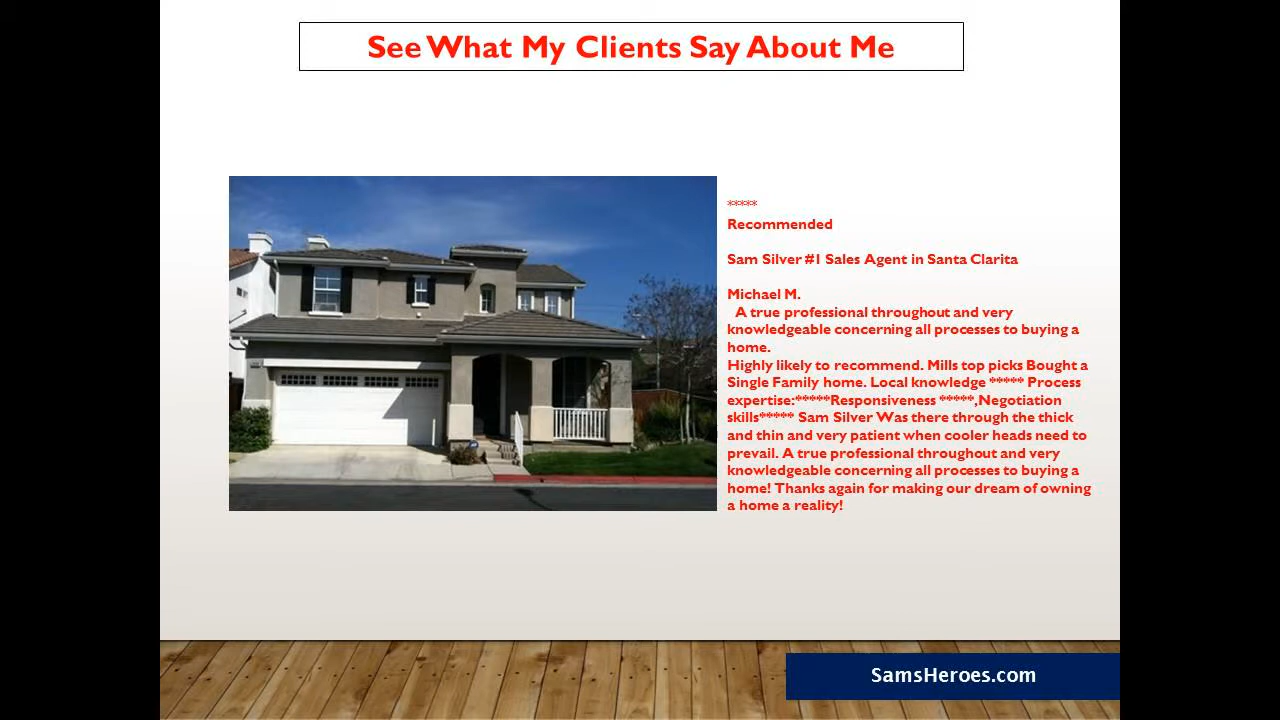 See What My Clients Say About Me
*****
Recommended
Sam Silver #1 Sales Agent in Santa Clarita
Michael M.
A true professional throughout and very
knowledgeable concerning all processes to buying a
home.
Highly likely to recommend. Mills top picks Bought a
Single Family home. Local knowledge ***** Process
expertise:*****Responsiveness *****,Negotiation
skills***** Sam Silver Was there through the thick
and thin and very patient when cooler heads need to
prevail. A true professional throughout and very
knowledgeable concerning all processes to buying a
home! Thanks again for making our dream of owning
a home a reality!
SamsHeroes.com